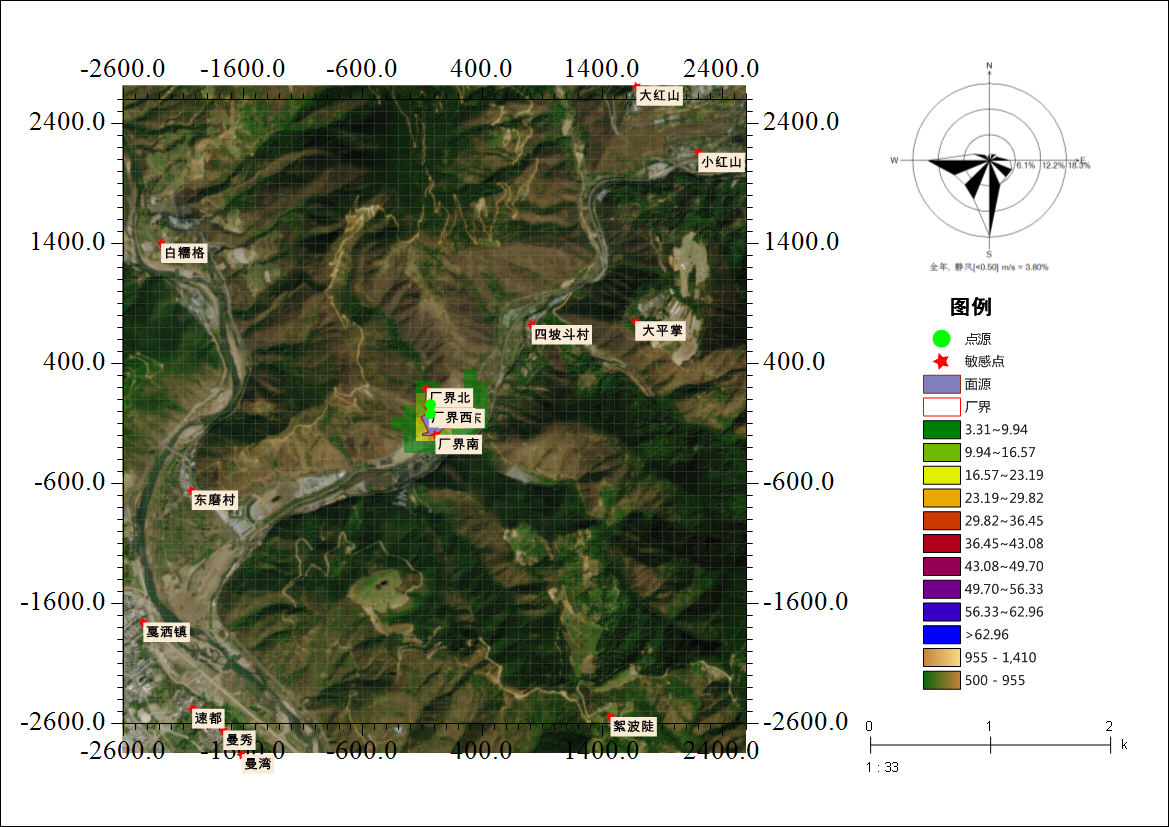 -2600.0 -1600.0 -600.0 400.0 1400.0 2400.0
2400.0
2400.0
大红山
小红山
1400.0
1400.0
白糯格
四坡斗村
大平掌
400.0
400.0
厂界北
厂界西
厂界南
-600.0
-600.0
东磨村
-1600.0
-1600.0
戛洒镇
速都
絮波陡
-2600.0
-2600.0
曼秀
-2600.0 -1600.0 -600.0 400.0 1400.0 2400.0
曼湾
N
W
E
6.1% 12.2% 18.3%
S
全年, 静风[<0.50] m/s = 3.80%
图例
点源
敏感点
面源
厂界
3.31~9.94
9.94~16.57
16.57~23.19
23.19~29.82
29.82~36.45
36.45~43.08
43.08~49.70
49.70~56.33
56.33~62.96
>62.96
955 - 1,410
500 - 955
0 1 2
k
1 : 33